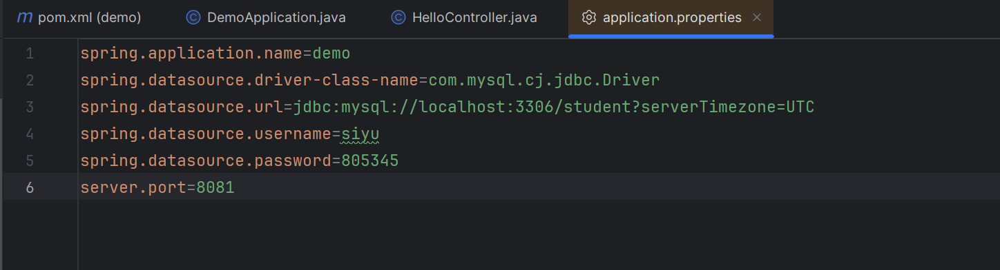 pom.xml (demo) DemoApplication.java HelloController.java application.properties
1 spring.application.name=demo
2 spring.datasource.driver-class-name=com.mysql.cj.jdbc.Driver
3 spring.datasource.url=jdbc:mysql://localhost:3306/student?serverTimezone=UTC
4 spring.datasource.username=siyu
5 spring.datasource.password=805345
6 server.port=8081